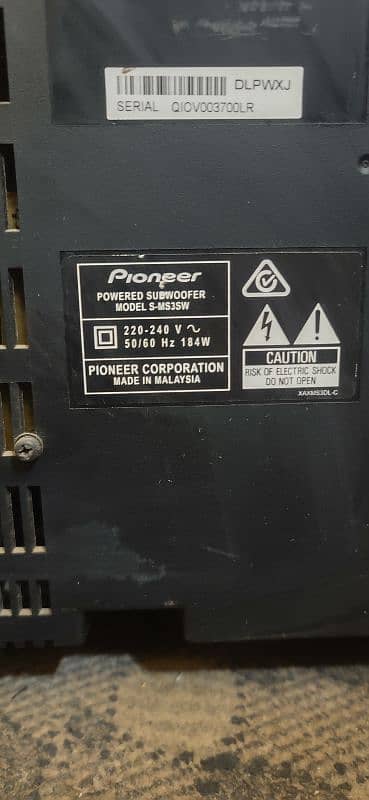 DLPWXJ
SERIAL QIOV003700LR
Pioneer
POWERED SUBWOOFER
MODEL S-MS3SW
220-240 V ~
50/60 Hz 184W
PIONEER CORPORATION
MADE IN MALAYSIA
CAUTION
RISK OF ELECTRIC SHOCK
DO NOT OPEN
XAXMS3DL-C